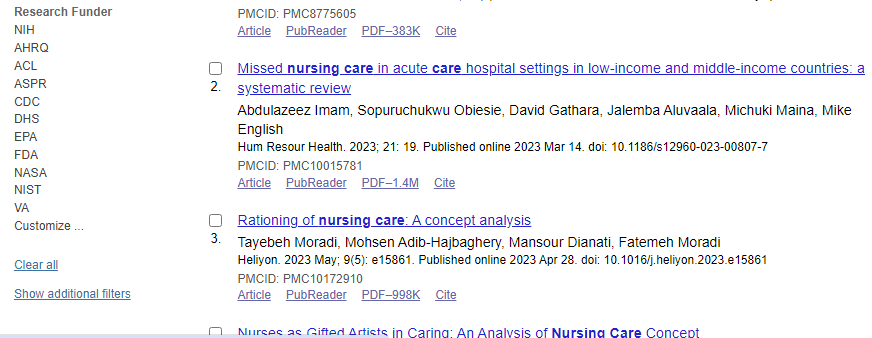 Research Funder
NIH
AHRQ
ACL
ASPR
CDC
DHS
EPA
FDA
NASA
NIST
VA
Customize ...
Clear all
Show additional filters
PMCID: PMC8775605
Article PubReader PDF–383K Cite
2.
Missed nursing care in acute care hospital settings in low-income and middle-income countries: a
systematic review
Abdulazeez Imam, Sopuruchukwu Obiesie, David Gathara, Jalemba Aluvaala, Michuki Maina, Mike
English
Hum Resour Health. 2023; 21: 19. Published online 2023 Mar 14. doi: 10.1186/s12960-023-00807-7
PMCID: PMC10015781
Article PubReader PDF–1.4M Cite
3.
Rationing of nursing care: A concept analysis
Tayebeh Moradi, Mohsen Adib-Hajbaghery, Mansour Dianati, Fatemeh Moradi
Heliyon. 2023 May; 9(5): e15861. Published online 2023 Apr 28. doi: 10.1016/j.heliyon.2023.e15861
PMCID: PMC10172910
Article PubReader PDF–998K Cite
Nurses as Gifted Artists in Caring: An Analysis of Nursing Care Concept